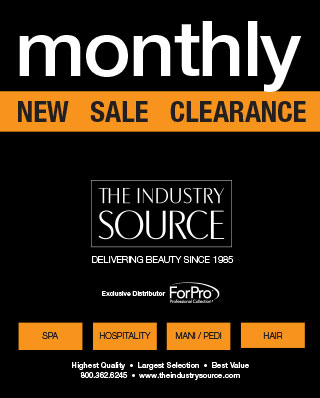 monthly
NEW SALE CLEARANCE
THE INDUSTRY
SOURCE
DELIVERING BEAUTY SINCE 1985
Exclusive Distributor ForPro
Professional Collection
SPA HOSPITALITY MANI / PEDI HAIR
Highest Quality • Largest Selection • Best Value
800.362.6245 • www.theindustrysource.com